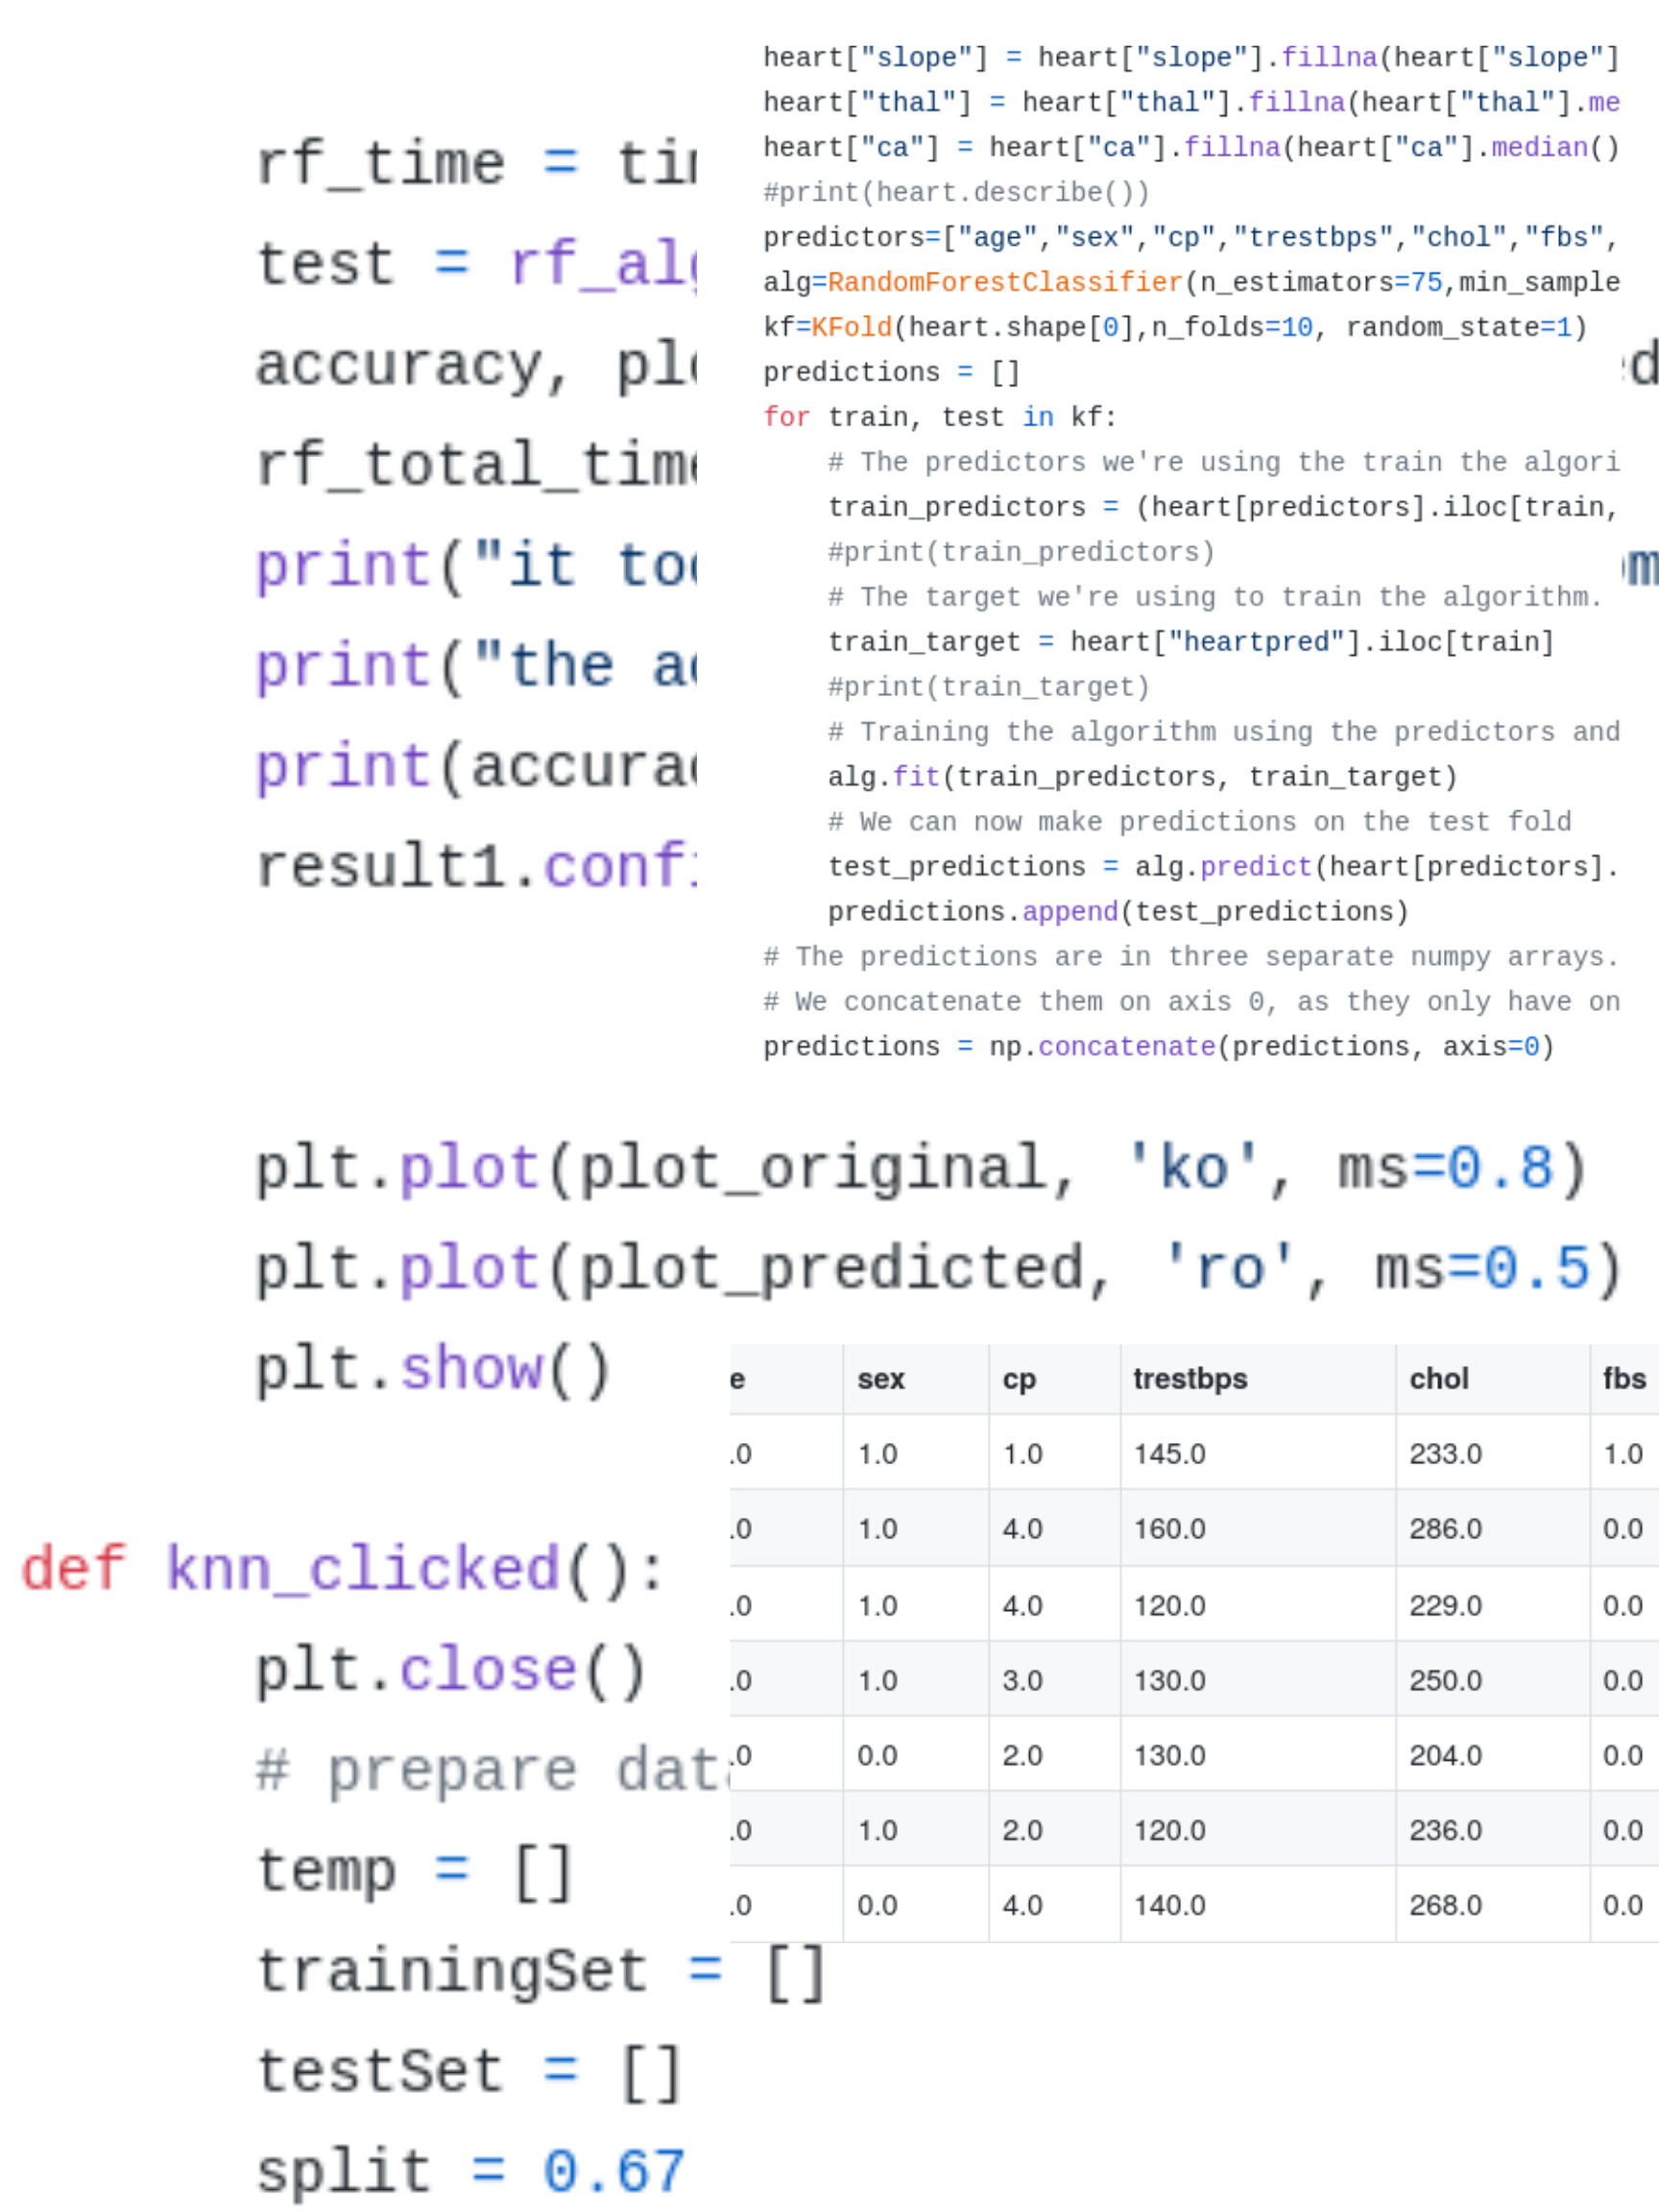 heart["slope"] = heart["slope"].fillna(heart["slope"]
heart["thal"] = heart["thal"].fillna(heart["thal"].me
heart["ca"] = heart["ca"].fillna(heart["ca"].median()
#print(heart.describe())
predictors=["age","sex","cp","trestbps","chol","fbs",
alg=RandomForestClassifier(n_estimators=75,min_sample
kf=KFold(heart.shape[0],n_folds=10, random_state=1)
predictions = []
for train, test in kf:
# The predictors we're using the train the algori
train_predictors = (heart[predictors].iloc[train,
#print(train_predictors)
# The target we're using to train the algorithm.
train_target = heart["heartpred"].iloc[train]
#print(train_target)
# Training the algorithm using the predictors and
alg.fit(train_predictors, train_target)
# We can now make predictions on the test fold
test_predictions = alg.predict(heart[predictors].
predictions.append(test_predictions)
# The predictions are in three separate numpy arrays.
# We concatenate them on axis 0, as they only have on
predictions = np.concatenate(predictions, axis=0)
rf_time =
test = rf_al
accuracy,
rf_total_tim
print("it
print("the
print(accura
result1.conf
plt.plot(plot_original, 'ko', ms=0.8)
plt.plot(plot_predicted, 'ro', ms=0.5)
plt.show()
def knn_clicked():
plt.close()
# prepare dat
temp = []
trainingSet = []
testSet = []
split = 0.67
e sex cp trestbps chol fbs
.0 1.0 1.0 145.0 233.0 1.0
.0 1.0 4.0 160.0 286.0 0.0
.0 1.0 4.0 120.0 229.0 0.0
.0 1.0 3.0 130.0 250.0 0.0
.0 0.0 2.0 130.0 204.0 0.0
.0 1.0 2.0 120.0 236.0 0.0
.0 0.0 4.0 140.0 268.0 0.0